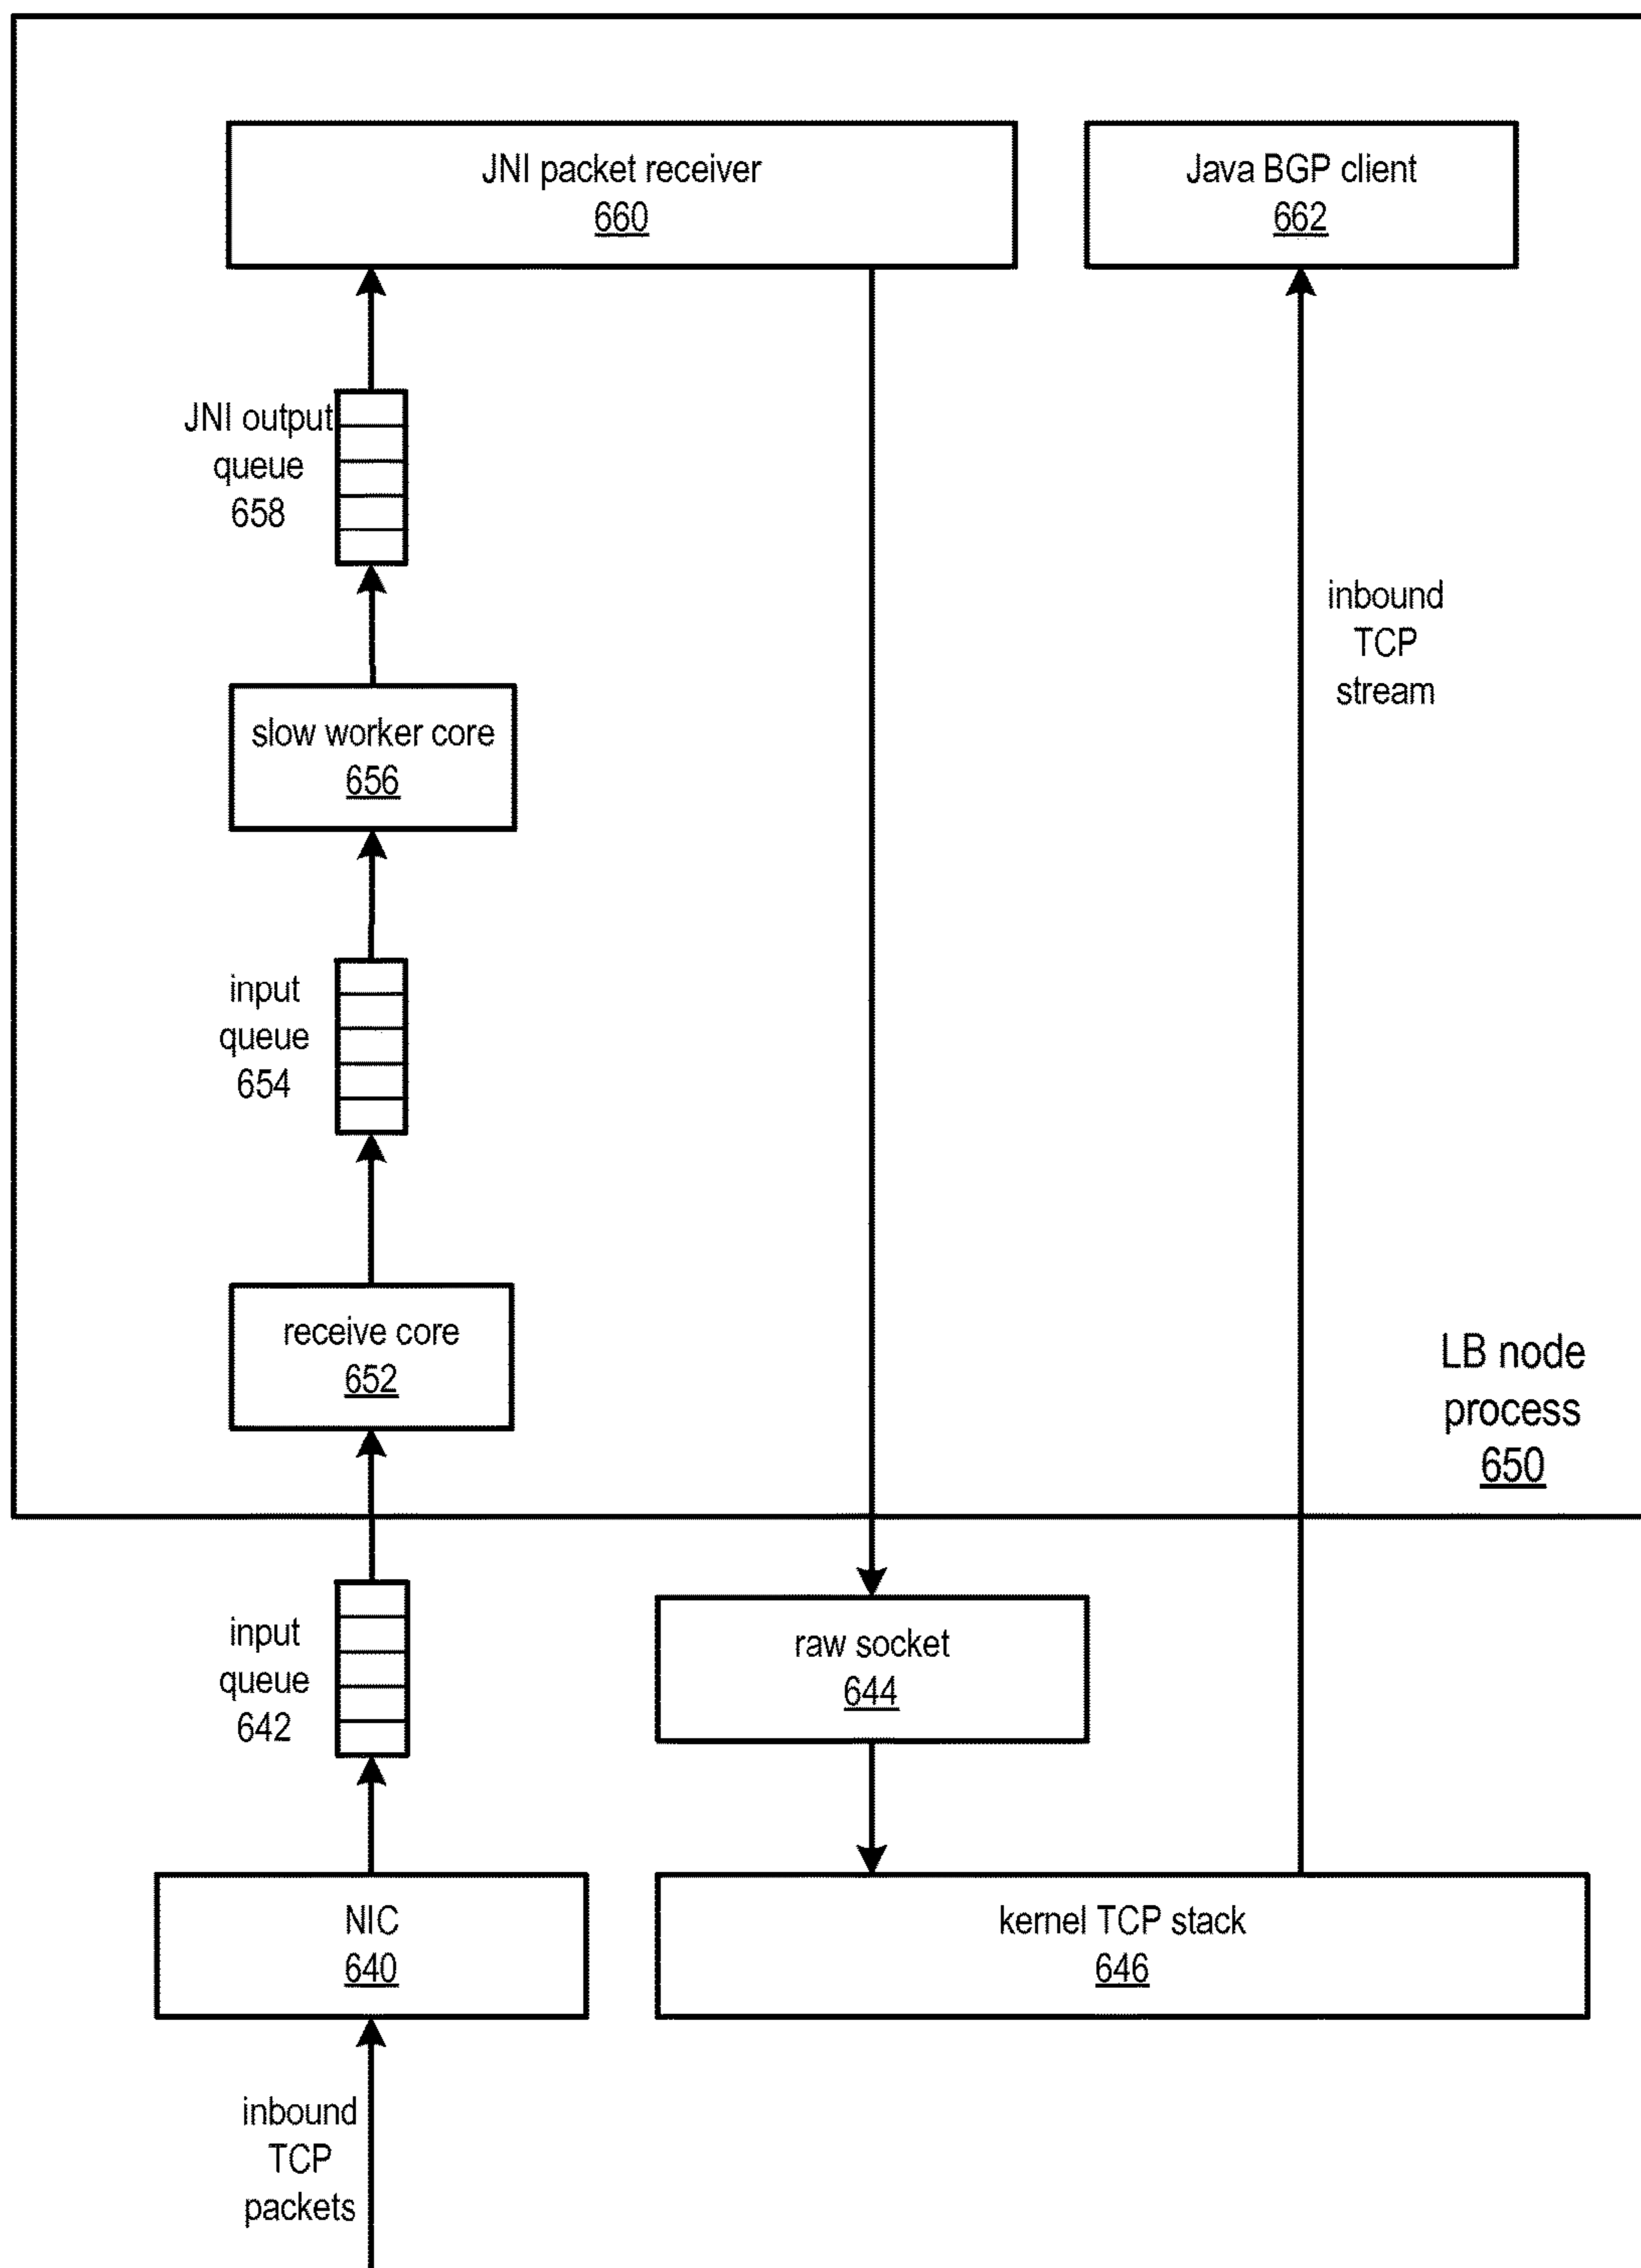 JNI packet receiver
660
Java BGP client
662
JNI output
queue
658
inbound
TCP
stream
slow worker core
656
input
queue
654
receive core
652
LB node
process
650
input
queue
642
raw socket
644
NIC
640
kernel TCP stack
646
inbound
TCP
packets